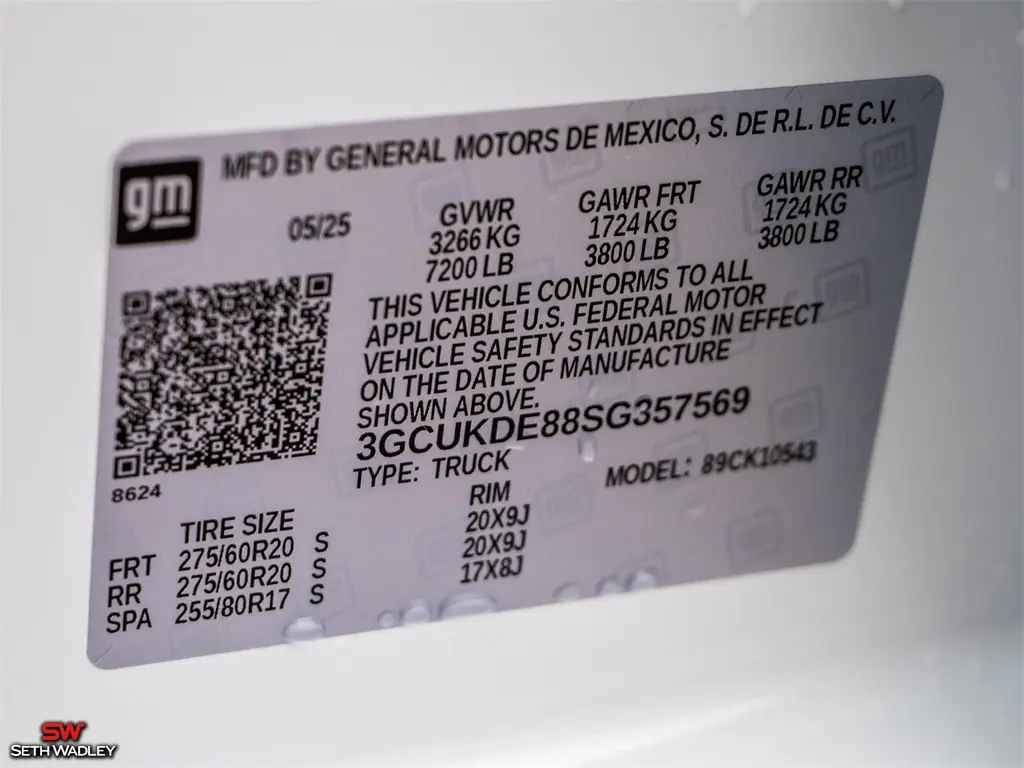 gm
MFD BY GENERAL MOTORS DE MEXICO, S. DE R.L. DE C.V.
05/25
GVWR
3266 KG
7200 LB
GAWR FRT
1724 KG
3800 LB
GAWR RR
1724 KG
3800 LB
THIS VEHICLE CONFORMS TO ALL
APPLICABLE U.S. FEDERAL MOTOR
VEHICLE SAFETY STANDARDS IN EFFECT
ON THE DATE OF MANUFACTURE
SHOWN ABOVE.
3GCUKDE88SG357569
TYPE: TRUCK MODEL: 89CK10543
8624
TIRE SIZE RIM
FRT 275/60R20 S 20X9J
RR 275/60R20 S 20X9J
SPA 255/80R17 S 17X8J
SW
SETH WADLEY